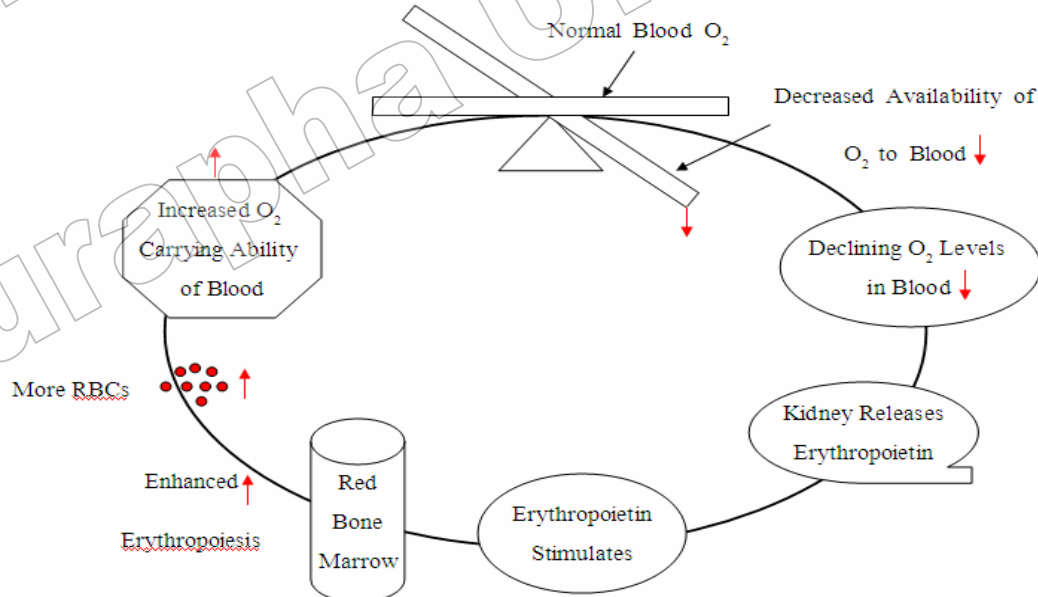 Normal Blood O₂
Decreased Availability of
O₂ to Blood
Declining O₂ Levels
in Blood
Kidney Releases
Erythropoietin
Erythropoietin
Stimulates
Red
Bone
Marrow
Enhanced
Erythropoiesis
More RBCs
Increased O₂
Carrying Ability
of Blood